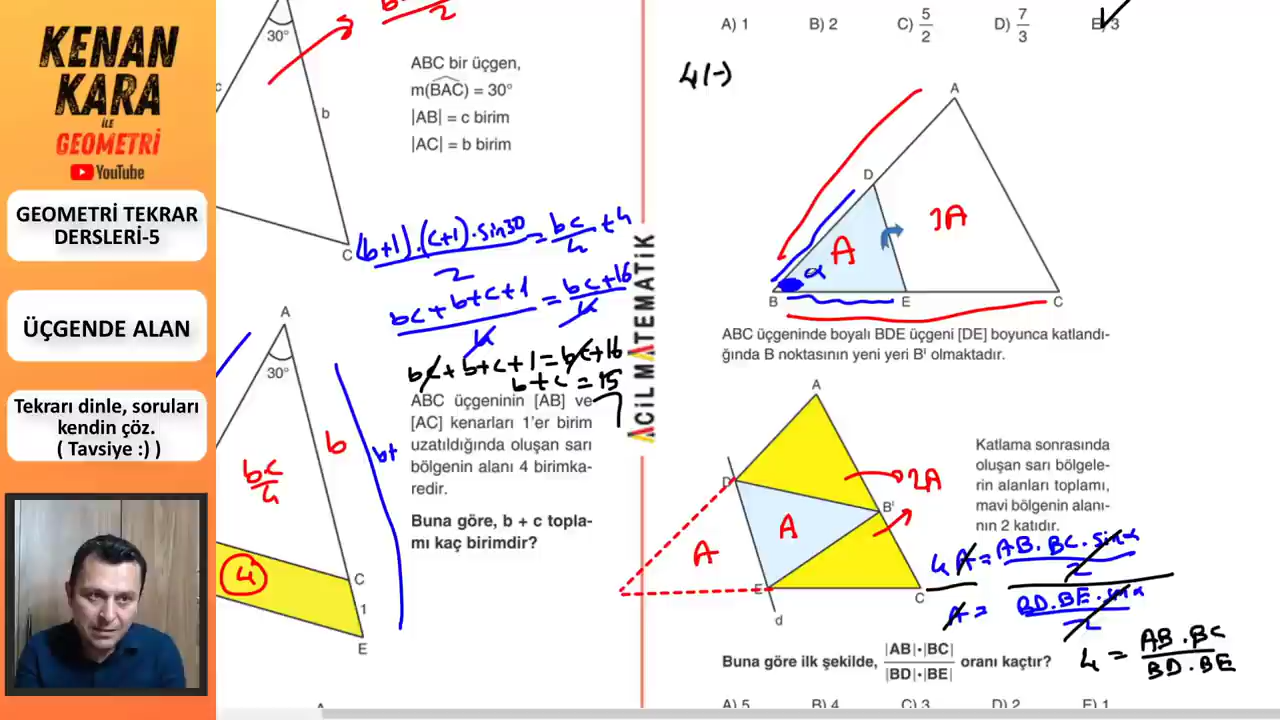 KENAN
KARA
İLE
GEOMETRİ
YouTube
GEOMETRİ TEKRAR
DERSLERİ-5
ÜÇGENDE ALAN
Tekrarı dinle, soruları
kendin çöz.
( Tavsiye :) )
30°
c
b
C
2
ABC bir üçgen,
m(BAC) = 30°
|AB| = c birim
|AC| = b birim
(b+1).(c+1).sin30 / 2 = bc/4 + 4
bc+b+c+1 / 4 = bc+16 / 4
bc+b+c+1=bc+16
b+c=15
A
30°
bc/4
b
b+
4
C
1
E
ABC üçgeninin [AB] ve
[AC] kenarları 1'er birim
uzatıldığında oluşan sarı
bölgenin alanı 4 birimka-
redir.
Buna göre, b + c topla-
mı kaç birimdir?
A
ACİL MATEMATİK
A) 1 B) 2 C) 5/2 D) 7/3 E) 3
4(-)
A
D
A
3A
α
B
E
C
ABC üçgeninde boyalı BDE üçgeni [DE] boyunca katlandı-
ğında B noktasının yeni yeri Bı olmaktadır.
A
D
2A
Bı
A
A
E
C
d
Katlama sonrasında
oluşan sarı bölgele-
rin alanları toplamı,
mavi bölgenin alanı-
nın 2 katıdır.
4A = AB.BC.sinα / 2
A = BD.BE.sinα / 2
4 = AB.BC / BD.BE
Buna göre ilk şekilde, |AB|•|BC| / |BD|•|BE| oranı kaçtır?
A) 5 B) 4 C) 3 D) 2 E) 1